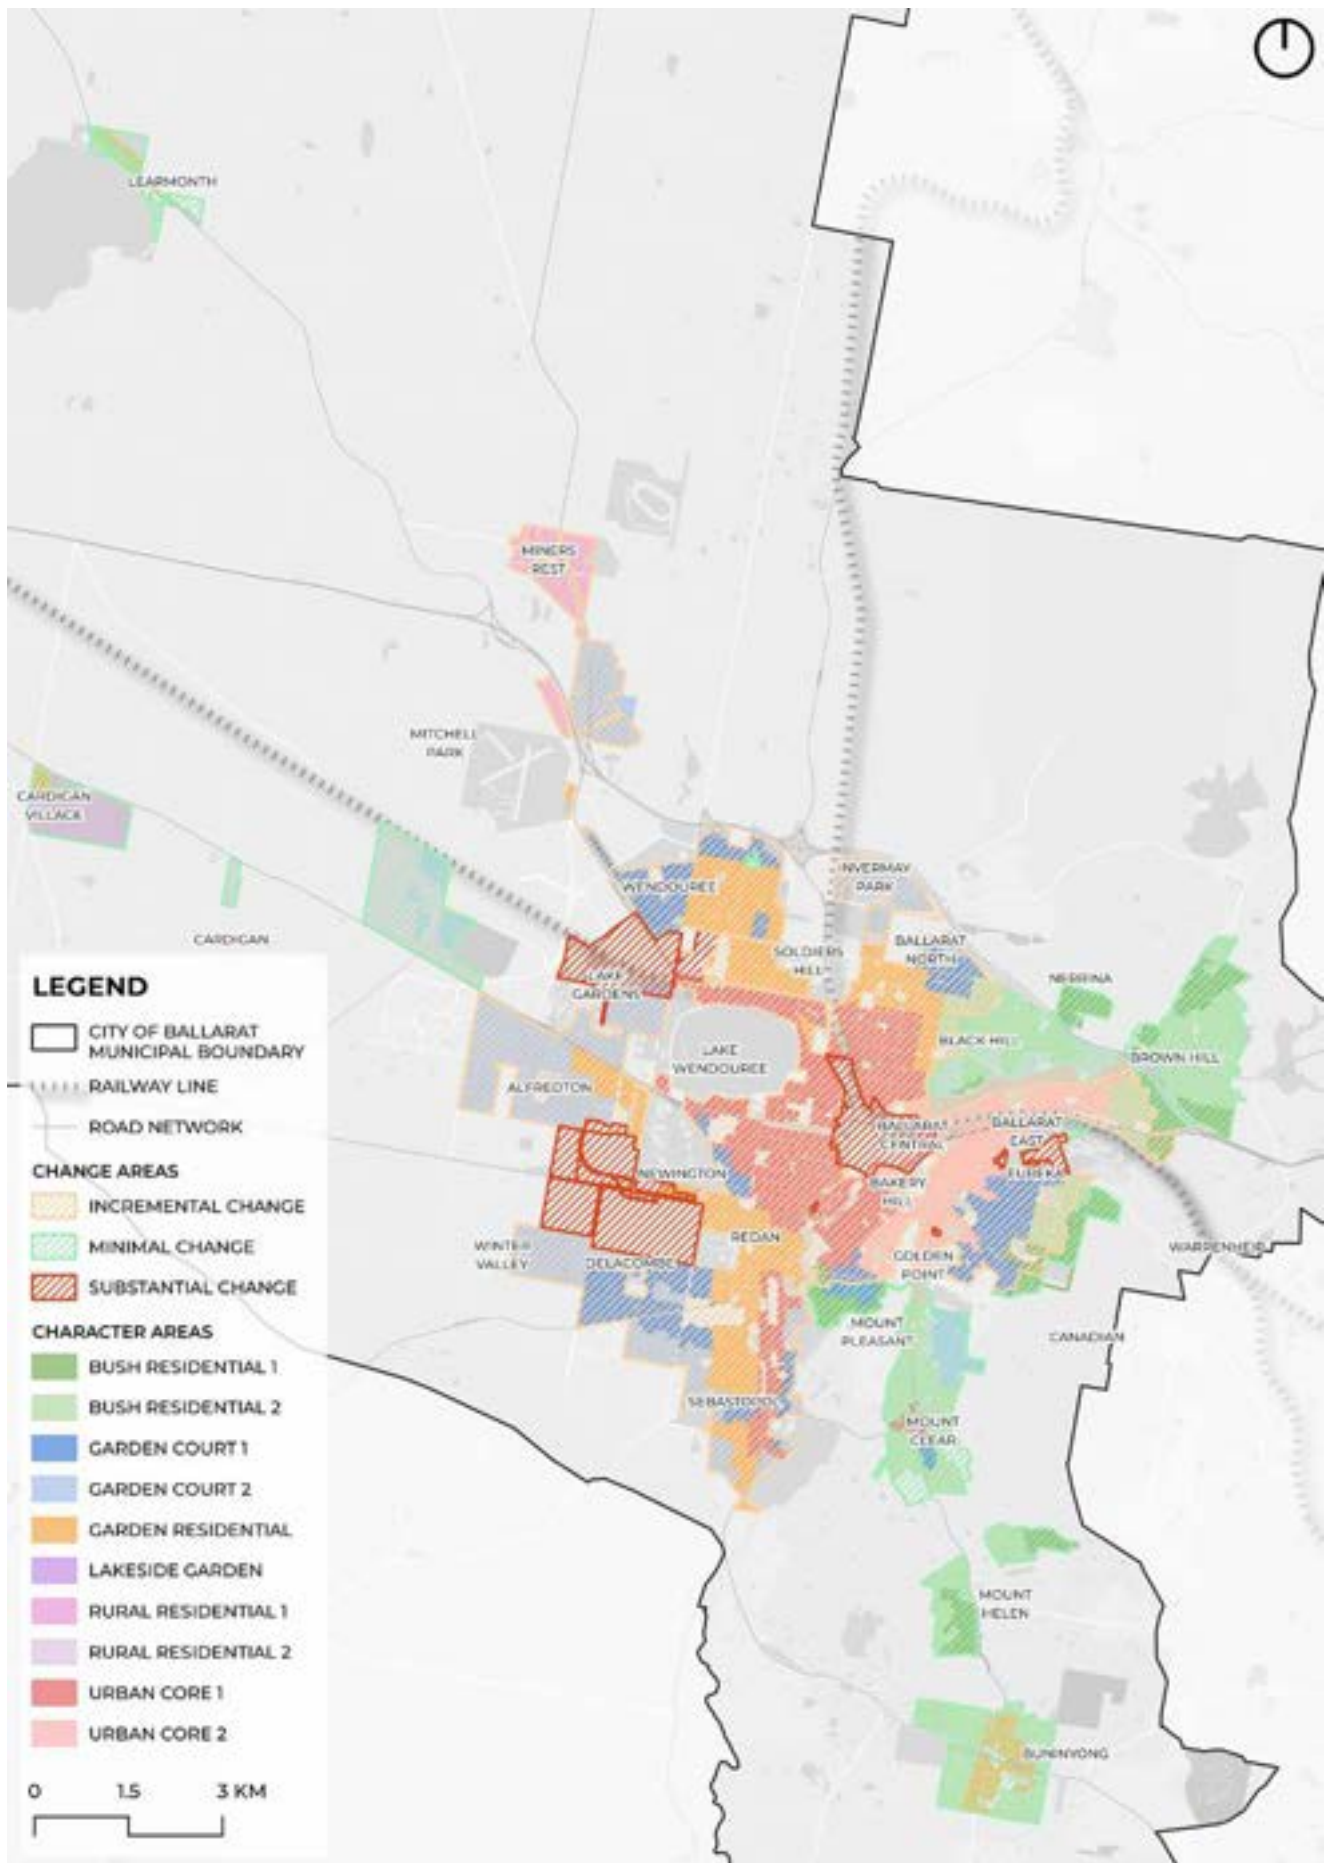 LEARMONTH
MINERS
REST
MITCHELL
PARK
CARDIGAN
VILLAGE
CARDIGAN
WENDOUREE
INVERMAY
PARK
SOLDIERS
HILL
BALLARAT
NORTH
NERRINA
LAKE
GARDENS
LAKE
WENDOUREE
BLACK HILL
BROWN HILL
ALFREDTON
BALLARAT
CENTRAL
BALLARAT
EAST
EUREKA
NEWINGTON
BAKERY
HILL
REDAN
WINTER
VALLEY
DELACOMBE
GOLDEN
POINT
WARRENHEIP
MOUNT
PLEASANT
CANADIAN
SEBASTOPOL
MOUNT
CLEAR
MOUNT
HELEN
BUNINYONG
LEGEND
CITY OF BALLARAT
MUNICIPAL BOUNDARY
RAILWAY LINE
ROAD NETWORK
CHANGE AREAS
INCREMENTAL CHANGE
MINIMAL CHANGE
SUBSTANTIAL CHANGE
CHARACTER AREAS
BUSH RESIDENTIAL 1
BUSH RESIDENTIAL 2
GARDEN COURT 1
GARDEN COURT 2
GARDEN RESIDENTIAL
LAKESIDE GARDEN
RURAL RESIDENTIAL 1
RURAL RESIDENTIAL 2
URBAN CORE 1
URBAN CORE 2
0 1.5 3 KM